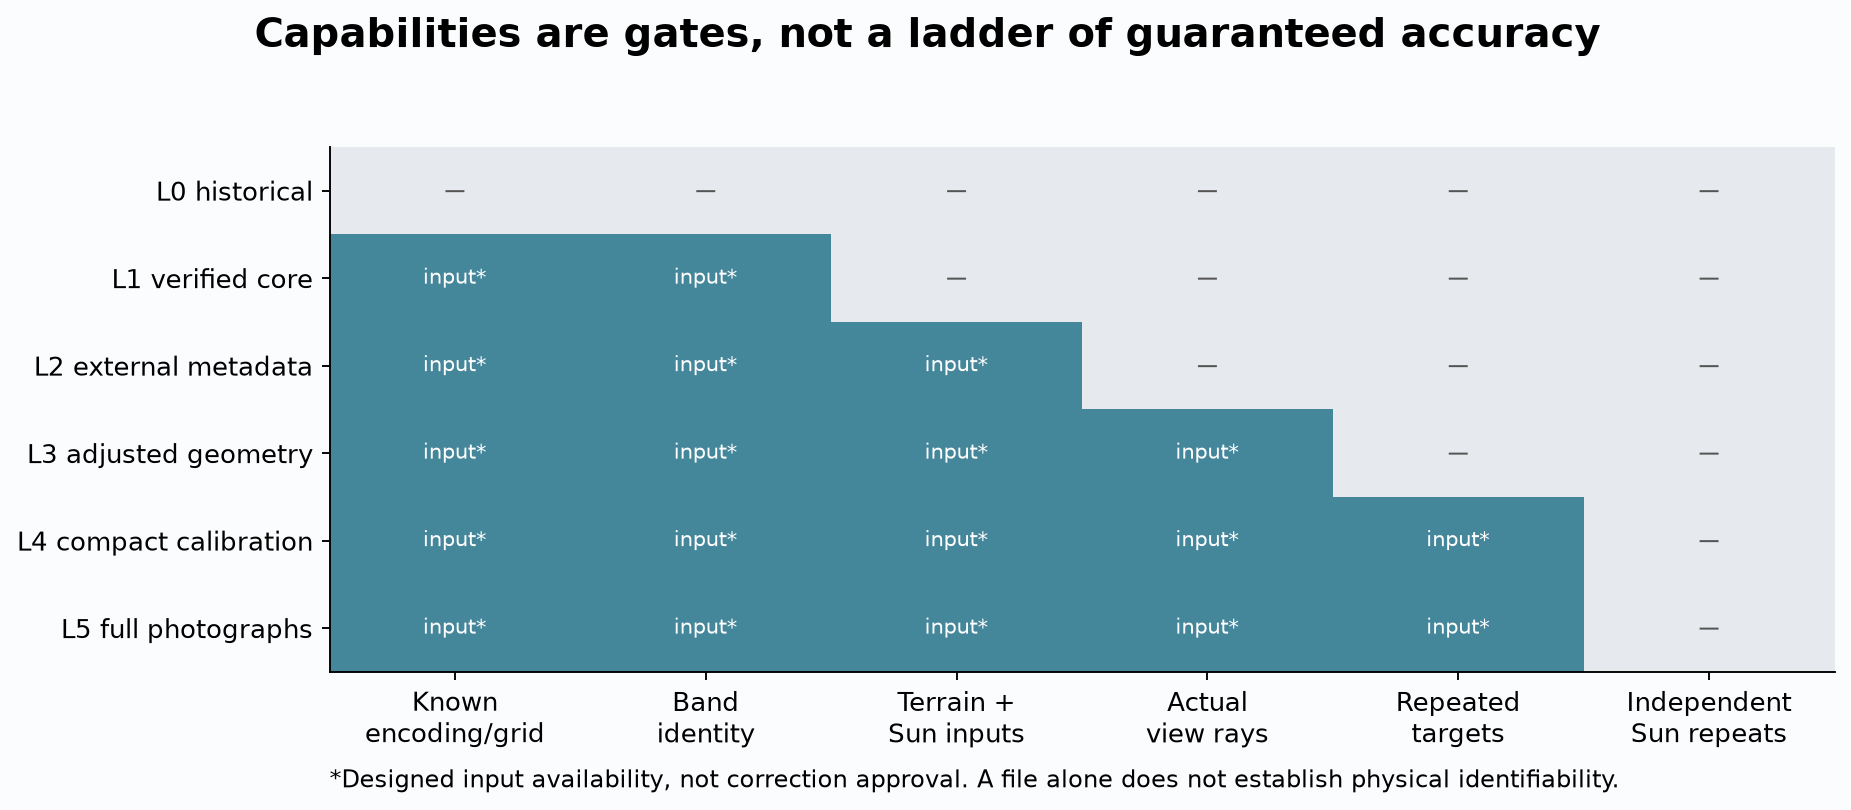 Capabilities are gates, not a ladder of guaranteed accuracy
L0 historical — — — — — —
L1 verified core input* input* — — — —
L2 external metadata input* input* input* — — —
L3 adjusted geometry input* input* input* input* — —
L4 compact calibration input* input* input* input* input* —
L5 full photographs input* input* input* input* input* —
Known Band Terrain + Actual Repeated Independent
encoding/grid identity Sun inputs view rays targets Sun repeats
*Designed input availability, not correction approval. A file alone does not establish physical identifiability.